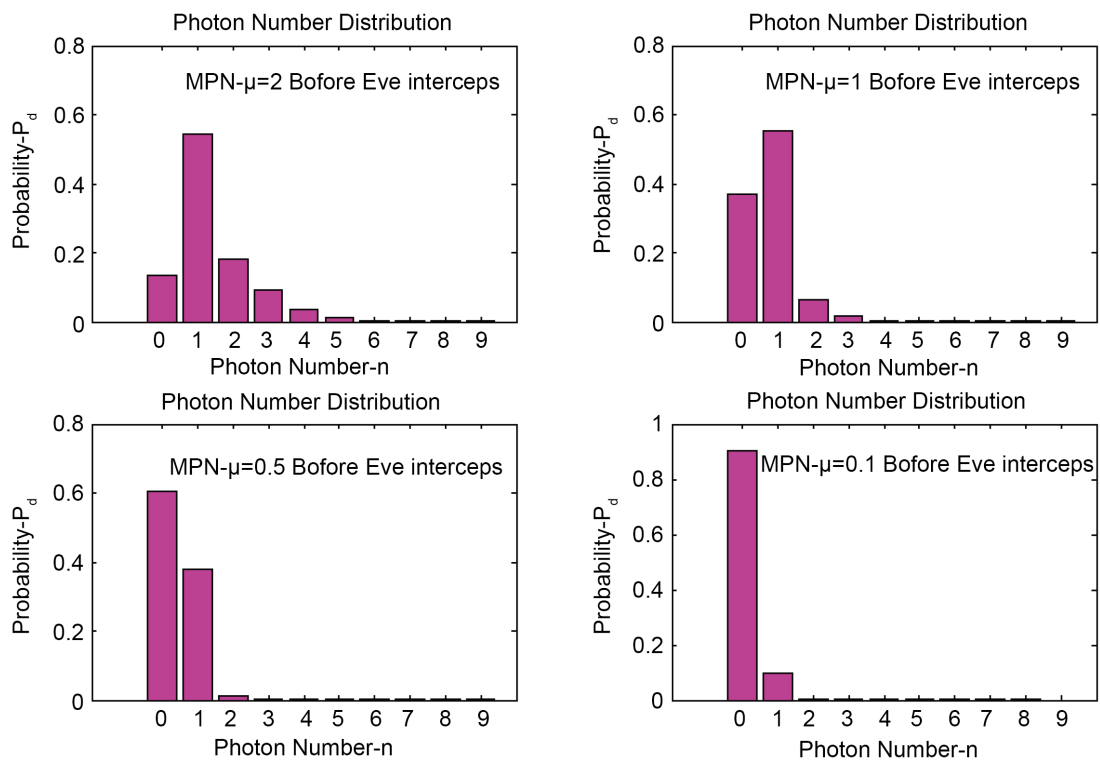 Photon Number Distribution
0.8
0.6
0.4
0.2
0
Probability-Pd
MPN-μ=2 Bofore Eve interceps
0 1 2 3 4 5 6 7 8 9
Photon Number-n
Photon Number Distribution
0.8
0.6
0.4
0.2
0
Probability-Pd
MPN-μ=1 Bofore Eve interceps
0 1 2 3 4 5 6 7 8 9
Photon Number-n
Photon Number Distribution
0.8
0.6
0.4
0.2
0
Probability-Pd
MPN-μ=0.5 Bofore Eve interceps
0 1 2 3 4 5 6 7 8 9
Photon Number-n
Photon Number Distribution
1
0.8
0.6
0.4
0.2
0
Probability-Pd
MPN-μ=0.1 Bofore Eve interceps
0 1 2 3 4 5 6 7 8 9
Photon Number-n